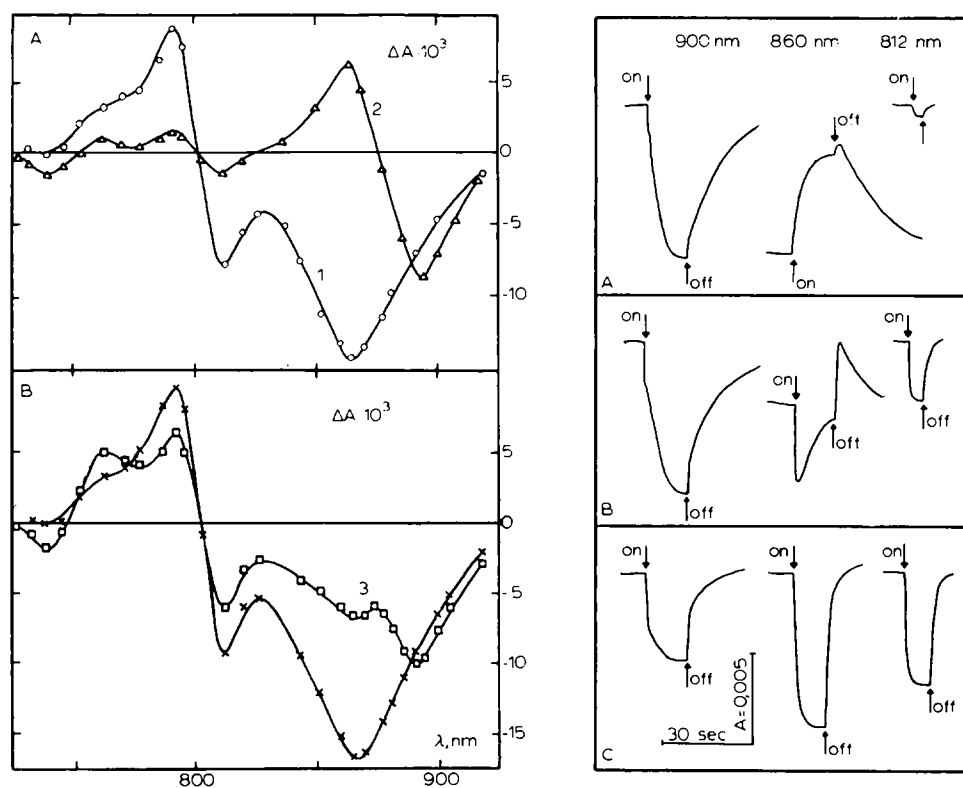 A
ΔA 10³
5
0
-5
-10
1
2
B
ΔA 10³
5
0
-5
-10
-15
3
λ, nm
800
900
900 nm
860 nm
812 nm
on
off
on
off
A
on
off
on
off
on
off
B
on
off
on
off
on
off
A=0,005
30 sec
C